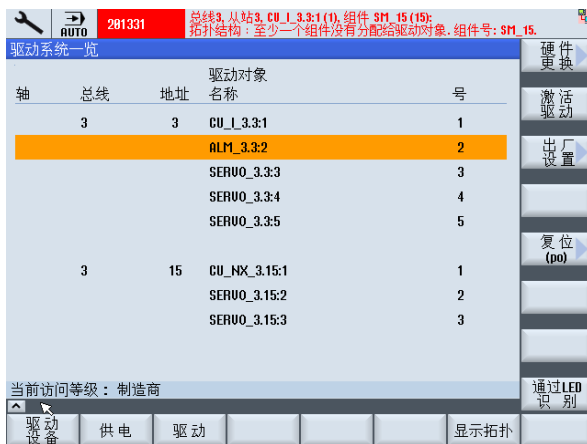 AUTO
201331
总线3, 从站3, CU_I_3.3:1 (1), 组件 SM_15 (15):
拓扑结构：至少一个组件没有分配给驱动对象. 组件号: SM_15.
驱动系统一览
驱动对象
轴 总线 地址 名称 号
3 3 CU_I_3.3:1 1
ALM_3.3:2 2
SERVO_3.3:3 3
SERVO_3.3:4 4
SERVO_3.3:5 5
3 15 CU_NX_3.15:1 1
SERVO_3.15:2 2
SERVO_3.15:3 3
当前访问等级： 制造商
硬件
更换
激活
驱动
出厂
设置
复位
(po)
通过LED
识 别
驱动
设备
供电
驱动
显示拓扑